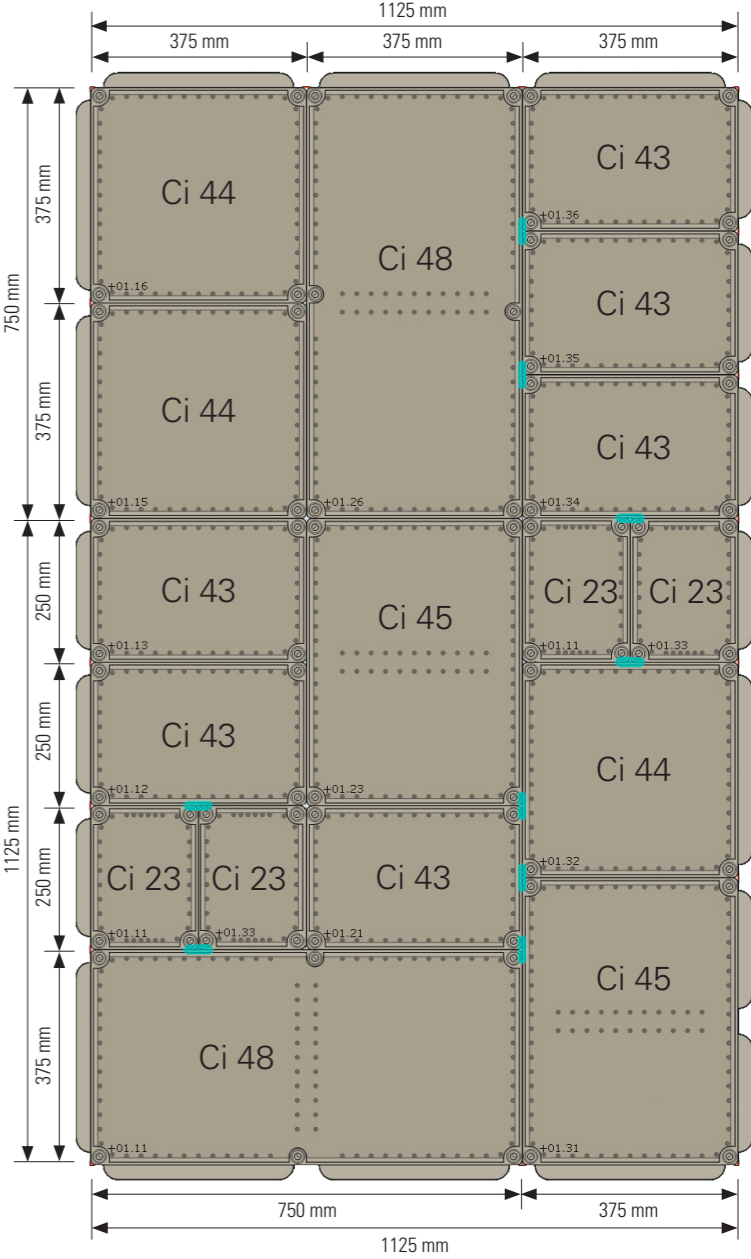 1125 mm
375 mm 375 mm 375 mm
750 mm
375 mm
375 mm
Ci 44
+01.16
Ci 48
+01.26
Ci 43
+01.36
Ci 43
+01.35
Ci 44
+01.15
Ci 43
+01.34
1125 mm
250 mm
250 mm
250 mm
375 mm
Ci 43
+01.13
Ci 45
+01.23
Ci 23
+01.11
Ci 23
+01.33
Ci 43
+01.12
Ci 44
+01.32
Ci 23
+01.11
Ci 23
+01.33
Ci 43
+01.21
Ci 45
+01.31
Ci 48
+01.11
750 mm 375 mm
1125 mm